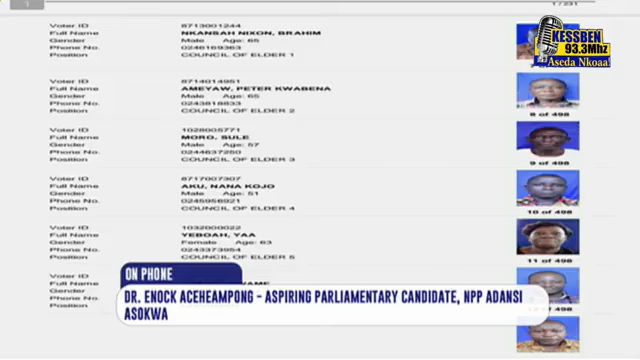 1 / 231
KESSBEN
93.3Mhz
Aseda Nkoaa!
Voter ID 8713001244
Full Name NKANSAH NIXON, BRAHIM
Gender Male Age: 65
Phone No. 0246169363
Position COUNCIL OF ELDER 1
Voter ID 8714014951
Full Name AMEYAW, PETER KWABENA
Gender Male Age: 65
Phone No. 0243818833
Position COUNCIL OF ELDER 2
8 of 498
Voter ID 1028005771
Full Name MORO, SULE
Gender Male Age: 57
Phone No. 0244637250
Position COUNCIL OF ELDER 3
9 of 498
Voter ID 8717007307
Full Name AKU, NANA KOJO
Gender Male Age: 51
Phone No. 0245956921
Position COUNCIL OF ELDER 4
10 of 498
Voter ID 1032000022
Full Name YEBOAH, YAA
Gender Female Age: 63
Phone No. 0243373954
Position COUNCIL OF ELDER 5
11 of 498
Voter ID
ON PHONE
DR. ENOCK ACEHEAMPONG - ASPIRING PARLIAMENTARY CANDIDATE, NPP ADANSI
ASOKWA